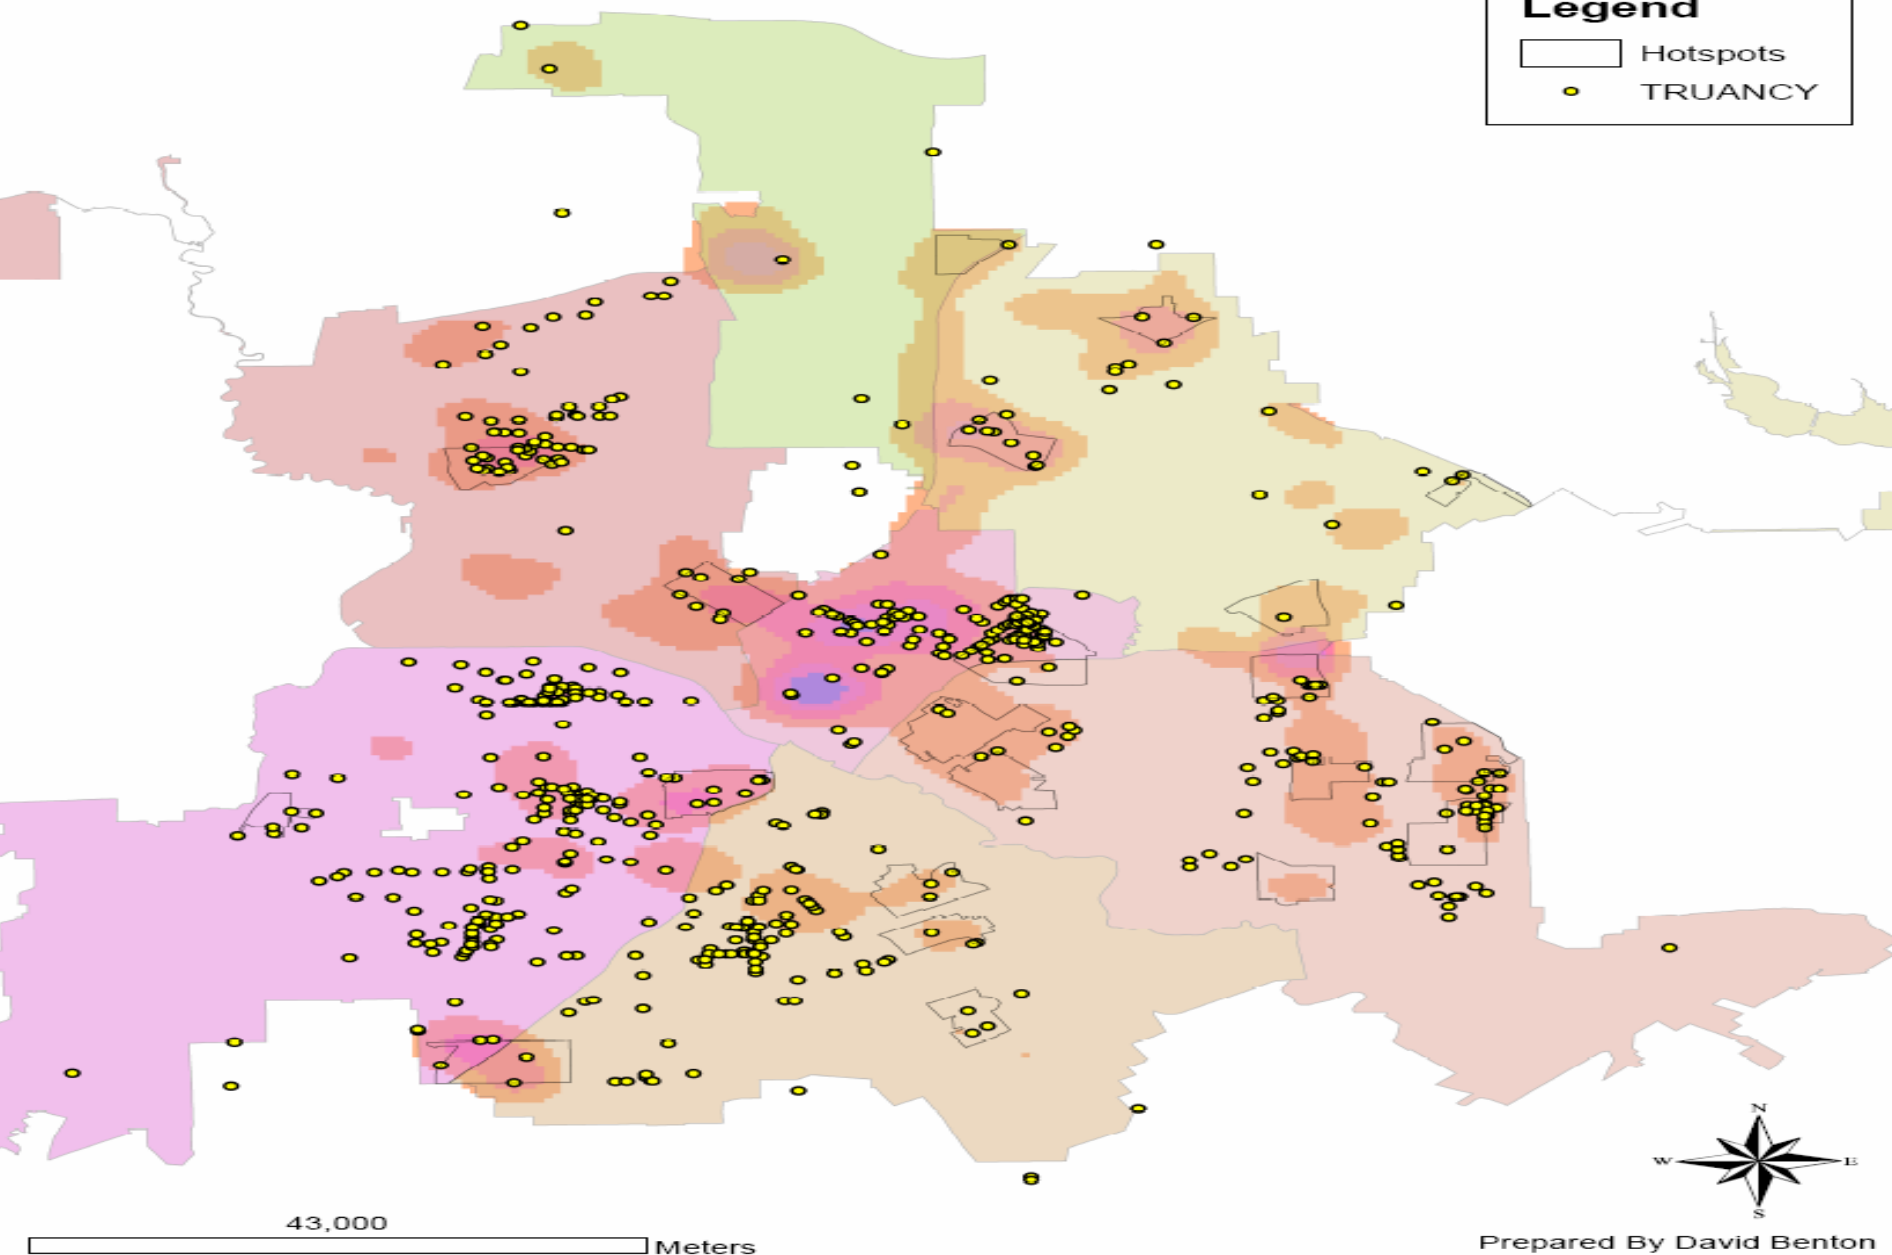 Legend
Hotspots
TRUANCY
N
W
E
S
43,000
Meters
Prepared By David Benton